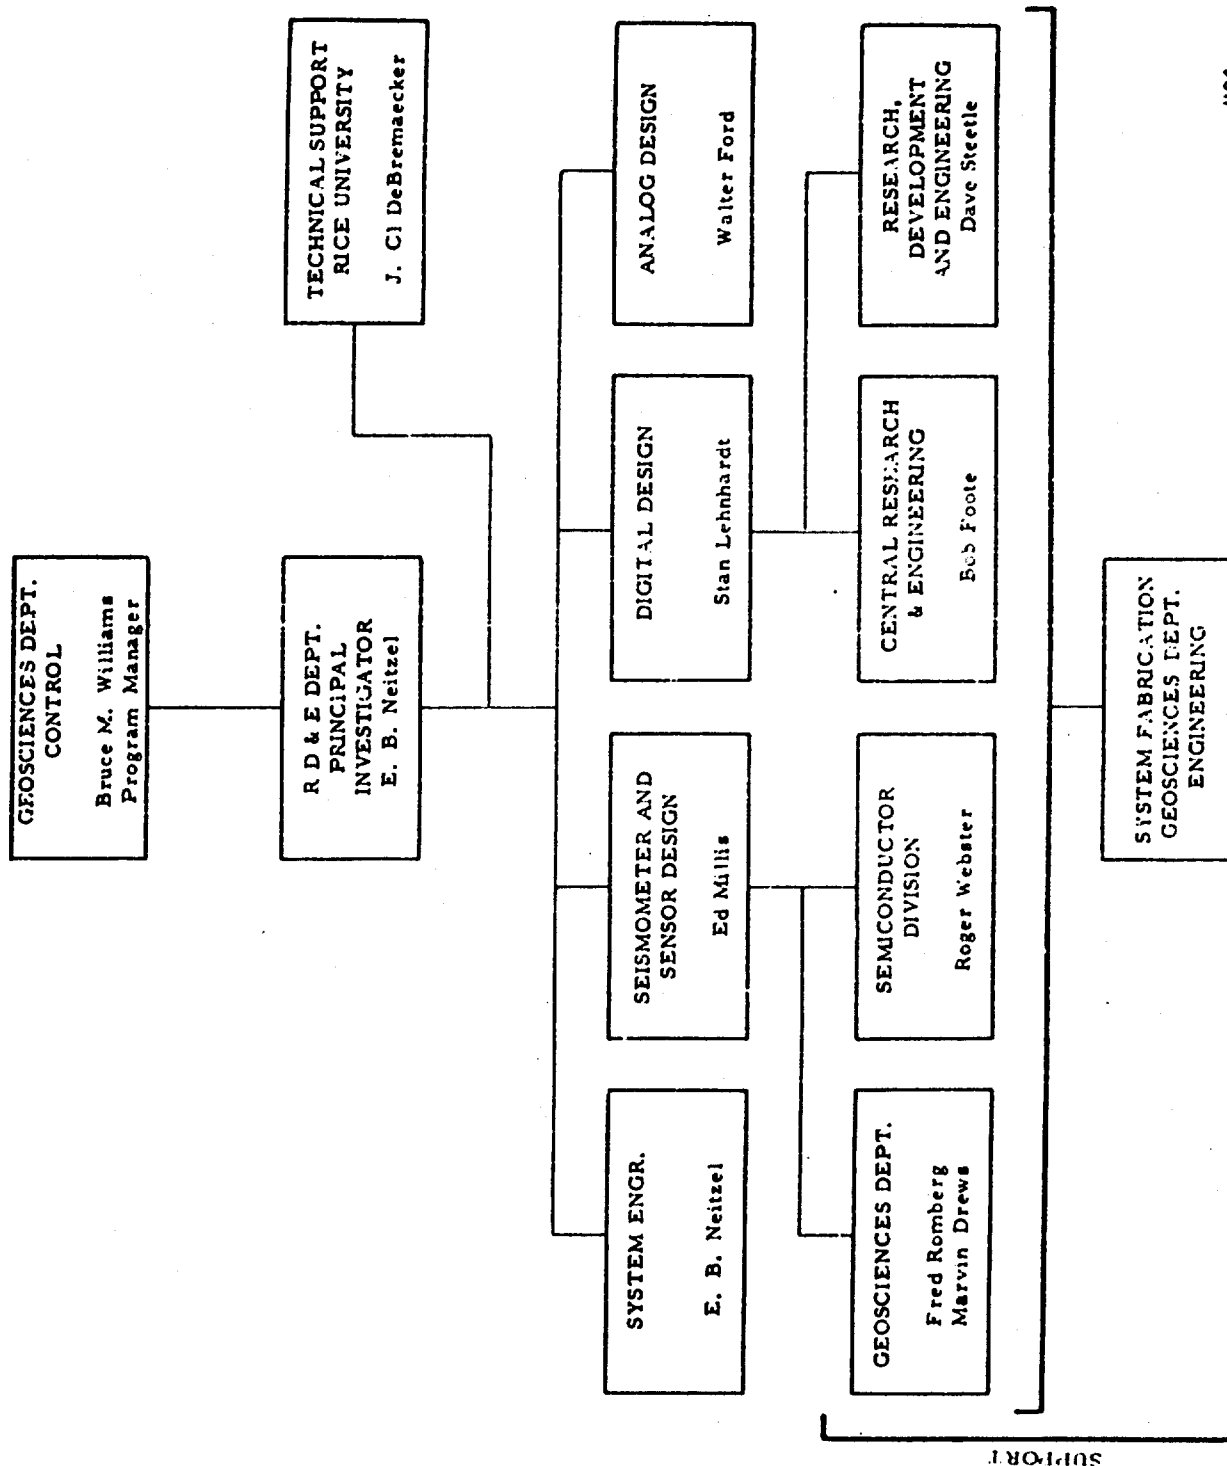 GEOSCIENCES DEPT.
CONTROL
Bruce M. Williams
Program Manager
R D & E DEPT.
PRINCIPAL
INVESTIGATOR
E. B. Neitzel
TECHNICAL SUPPORT
RICE UNIVERSITY
J. Cl DeBremaecker
SYSTEM ENGR.
E. B. Neitzel
SEISMOMETER AND
SENSOR DESIGN
Ed Millis
DIGITAL DESIGN
Stan Lehnhardt
ANALOG DESIGN
Walter Ford
GEOSCIENCES DEPT.
Fred Romberg
Marvin Drews
SEMICONDUCTOR
DIVISION
Roger Webster
CENTRAL RESEARCH
& ENGINEERING
Bob Foote
RESEARCH,
DEVELOPMENT
AND ENGINEERING
Dave Steetle
SUPPORT
SYSTEM FABRICATION
GEOSCIENCES DEPT.
ENGINEERING